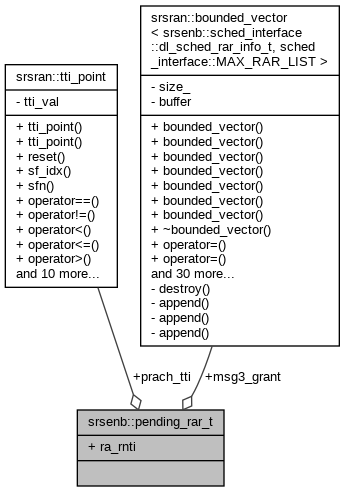 srsran::tti_point
- tti_val
+ tti_point()
+ tti_point()
+ reset()
+ sf_idx()
+ sfn()
+ operator==()
+ operator!=()
+ operator<()
+ operator<=()
+ operator>()
and 10 more...
srsran::bounded_vector
< srsenb::sched_interface
::dl_sched_rar_info_t, sched
_interface::MAX_RAR_LIST >
- size_
- buffer
+ bounded_vector()
+ bounded_vector()
+ bounded_vector()
+ bounded_vector()
+ bounded_vector()
+ bounded_vector()
+ bounded_vector()
+ ~bounded_vector()
+ operator=()
+ operator=()
and 30 more...
- destroy()
- append()
- append()
- append()
+prach_tti
+msg3_grant
srsenb::pending_rar_t
+ ra_rnti